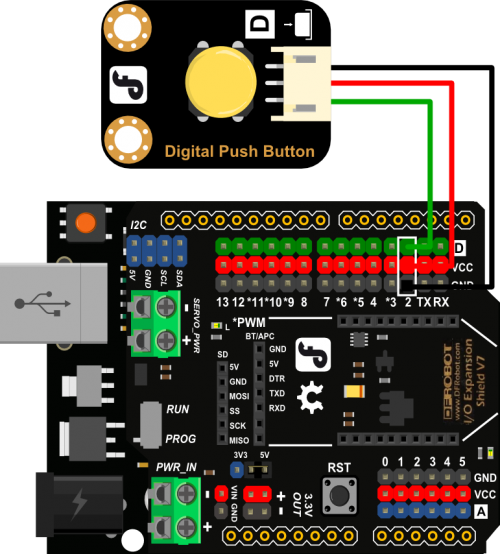 D
Digital Push Button
I2C
5V GND SCL SDA
D
VCC
GND
13 12 *11 *10 *9 8 7 *6 *5 4 *3 2 TX RX
SERVO_PWR
- +
L
*PWM
BT/APC
SD
GND
5V
DTR
TXD
RXD
5V
GND
MOSI
SS
SCK
MISO
DFROBOT
www.DFRobot.com
I/O Expansion
Shield V7
RUN
PROG
3V3 5V
PWR_IN
- +
VIN GND
- +
3.3V
OUT
RST
0 1 2 3 4 5
GND
VCC
A